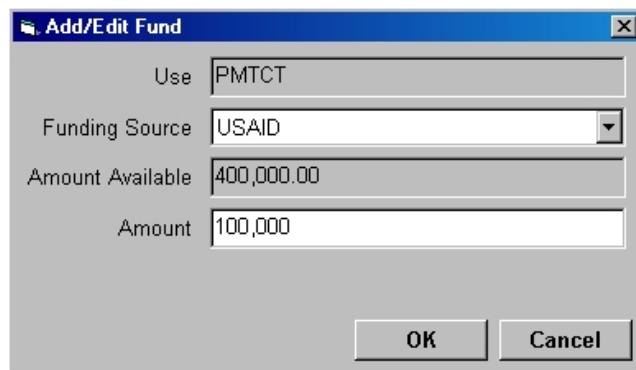 Add/Edit Fund
Use PMTCT
Funding Source USAID
Amount Available 400,000.00
Amount 100,000
OK Cancel